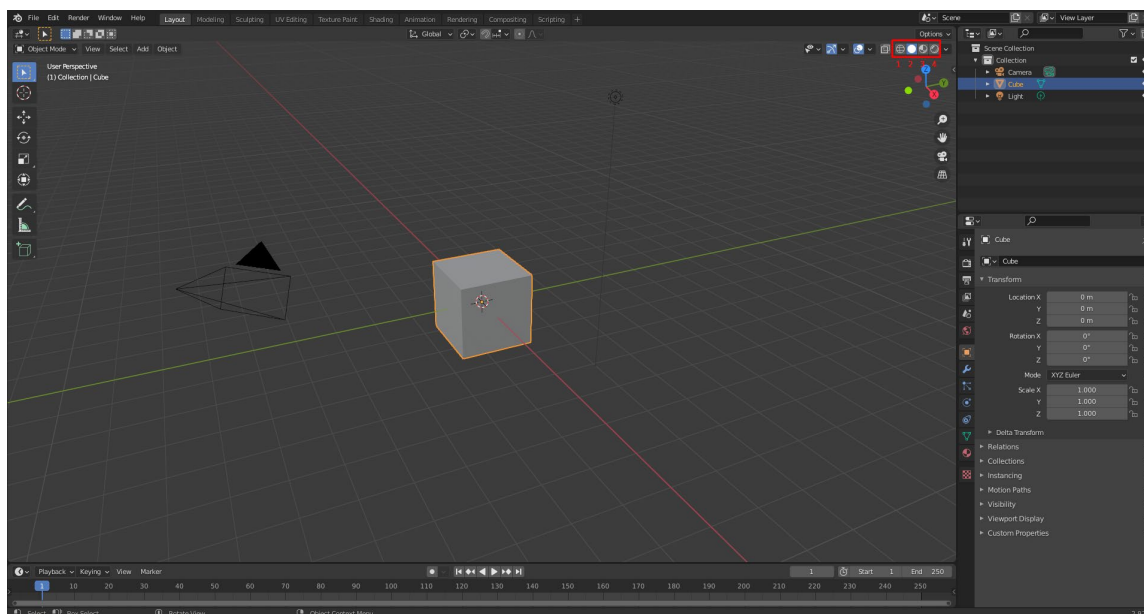 File Edit Render Window Help Layout Modeling Sculpting UV Editing Texture Paint Shading Animation Rendering Compositing Scripting + Scene View Layer
Global Options
Object Mode View Select Add Object
1 2 3 4
User Perspective
(1) Collection | Cube
Z
Y
X
Scene Collection
Collection
Camera
Cube
Light
Cube
Cube
Transform
Location X 0 m
Y 0 m
Z 0 m
Rotation X 0°
Y 0°
Z 0°
Mode XYZ Euler
Scale X 1.000
Y 1.000
Z 1.000
Delta Transform
Relations
Collections
Instancing
Motion Paths
Visibility
Viewport Display
Custom Properties
Playback Keying View Marker 1 Start 1 End 250
1 10 20 30 40 50 60 70 80 90 100 110 120 130 140 150 160 170 180 190 200 210 220 230 240 250
Select Box Select Rotate View Object Context Menu